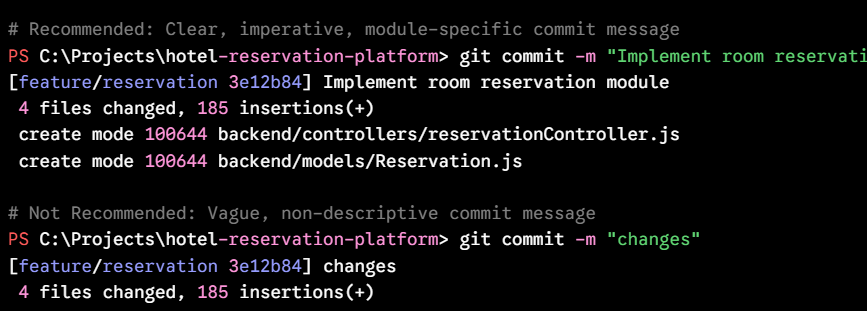 # Recommended: Clear, imperative, module-specific commit message
PS C:\Projects\hotel-reservation-platform> git commit -m "Implement room reservati
[feature/reservation 3e12b84] Implement room reservation module
 4 files changed, 185 insertions(+)
 create mode 100644 backend/controllers/reservationController.js
 create mode 100644 backend/models/Reservation.js

# Not Recommended: Vague, non-descriptive commit message
PS C:\Projects\hotel-reservation-platform> git commit -m "changes"
[feature/reservation 3e12b84] changes
 4 files changed, 185 insertions(+)